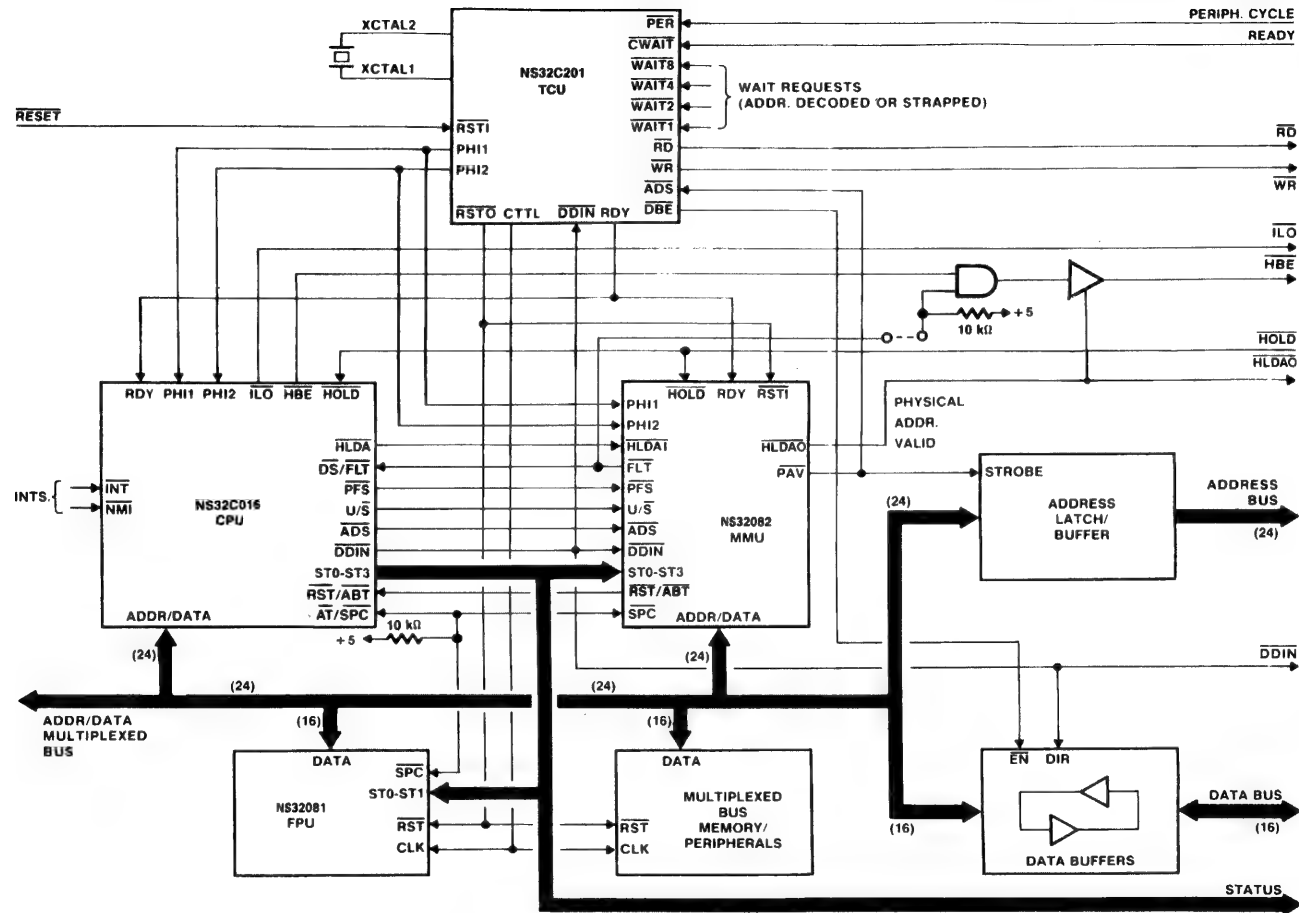 XCTAL2
XCTAL1
NS32C201
TCU
PER
CWAIT
WAIT8
WAIT4
WAIT2
WAIT1
RD
WR
ADS
DBE
RSTI
PHI1
PHI2
RSTO CTTL DDIN RDY
PERIPH. CYCLE
READY
WAIT REQUESTS
(ADDR. DECODED OR STRAPPED)
RESET
RD
WR
ILO
HBE
10 kΩ
+5
HOLD
HLDAO
RDY PHI1 PHI2 ILO HBE HOLD
INTS.
INT
NMI
NS32C016
CPU
HLDA
DS/FLT
PFS
U/S
ADS
DDIN
ST0-ST3
RST/ABT
AT/SPC
ADDR/DATA
HOLD RDY RSTI
PHI1
PHI2
HLDAI
FLT
PFS
U/S
ADS
DDIN
ST0-ST3
RST/ABT
SPC
HLDAO
PAV
NS32082
MMU
ADDR/DATA
PHYSICAL
ADDR.
VALID
STROBE
ADDRESS
LATCH/
BUFFER
ADDRESS
BUS
(24)
(24)
+5
10 kΩ
(24)
(24)
(24)
(24)
DDIN
ADDR/DATA
MULTIPLEXED
BUS
(16)
(16)
DATA
SPC
ST0-ST1
NS32081
FPU
RST
CLK
DATA
MULTIPLEXED
BUS
MEMORY/
PERIPHERALS
RST
CLK
(16)
EN DIR
DATA BUFFERS
DATA BUS
(16)
STATUS